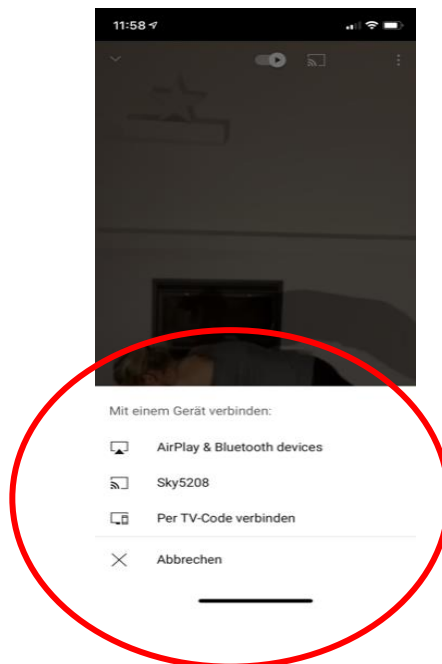 11:58
Mit einem Gerät verbinden:
AirPlay & Bluetooth devices
Sky5208
Per TV-Code verbinden
Abbrechen